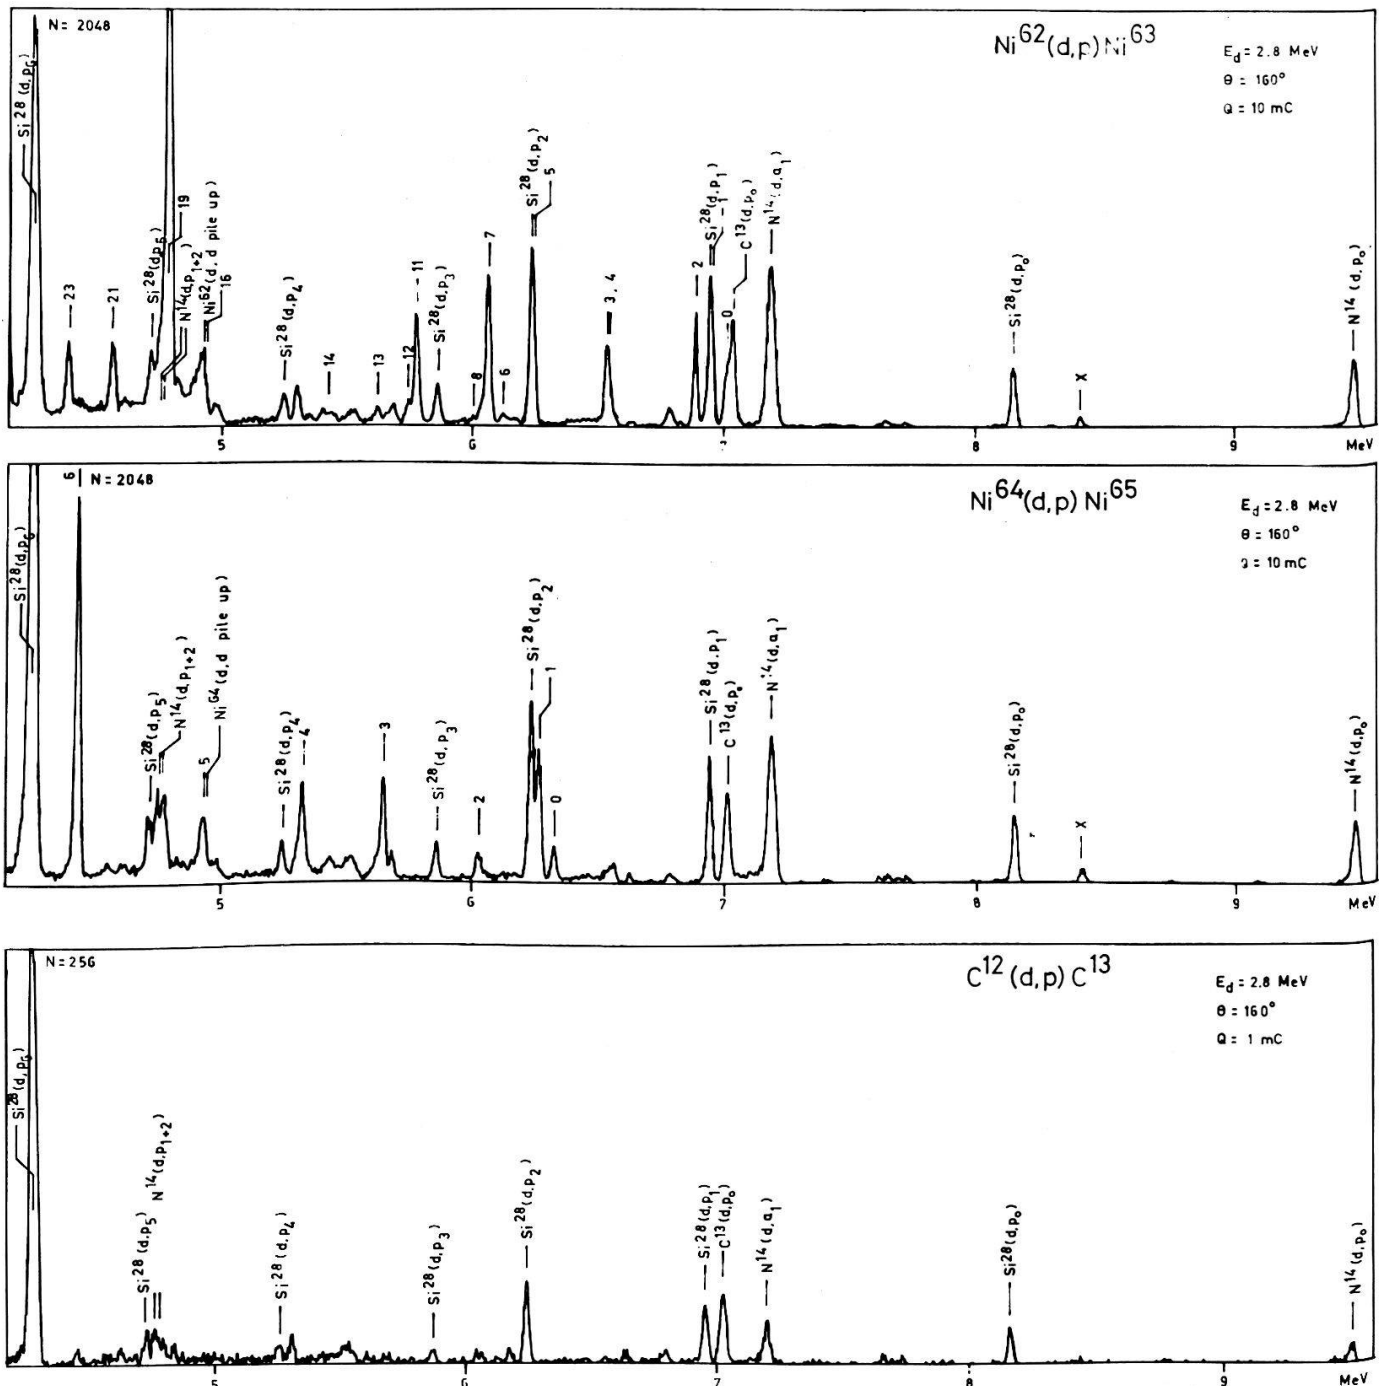 N = 2048
Ni62(d,p)Ni63
Ed = 2.8 MeV
θ = 160°
Q = 10 mC
Si28(d,p6)
23
21
Si28(d,p5)
N14(d,p1+2)
19
Ni62(d,d pile up)
16
Si28(d,p4)
14
13
12
11
Si28(d,p3)
8
7
6
Si28(d,p2)
5
3,4
2
Si28(d,p1)
1
0
C13(d,p0)
N14(d,α1)
Si28(d,p0)
X
N14(d,p0)
5
6
7
8
9
MeV
N = 2048
Ni64(d,p)Ni65
Ed = 2.8 MeV
θ = 160°
Q = 10 mC
Si28(d,p6)
6
Si28(d,p5)
N14(d,p1+2)
5
Ni64(d,d pile up)
Si28(d,p4)
4
3
Si28(d,p3)
2
Si28(d,p2)
1
0
Si28(d,p1)
C13(d,p0)
N14(d,α1)
Si28(d,p0)
X
N14(d,p0)
5
6
7
8
9
MeV
N = 256
C12(d,p)C13
Ed = 2.8 MeV
θ = 160°
Q = 1 mC
Si28(d,p6)
Si28(d,p5)
N14(d,p1+2)
Si28(d,p4)
Si28(d,p3)
Si28(d,p2)
Si28(d,p1)
C13(d,p0)
N14(d,α1)
Si28(d,p0)
N14(d,p0)
5
6
7
8
9
MeV